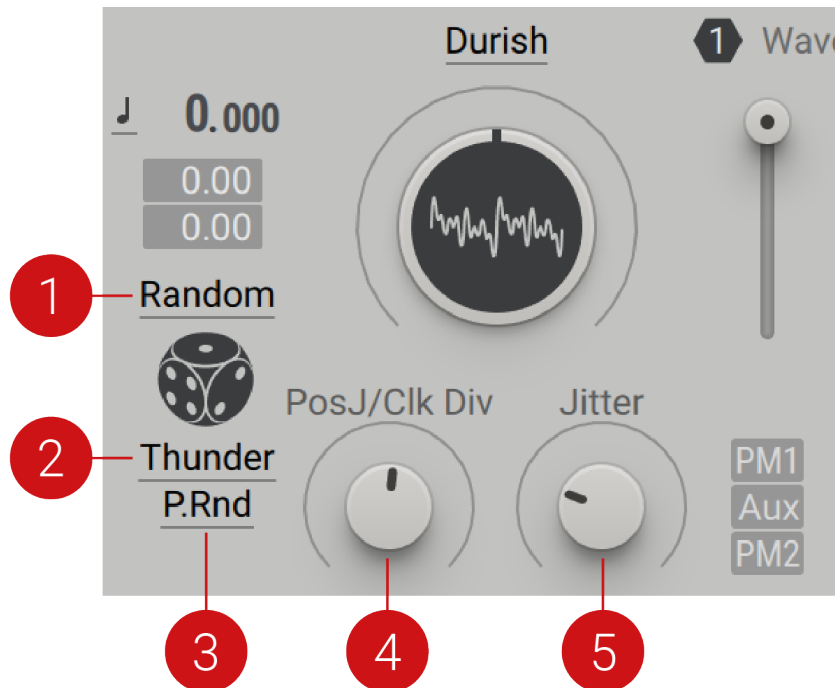 Durish
1 Wave
♩ 0.000
0.00
0.00
1 Random
PosJ/Clk Div Jitter
2 Thunder
P.Rnd
PM1
Aux
PM2
3 4 5